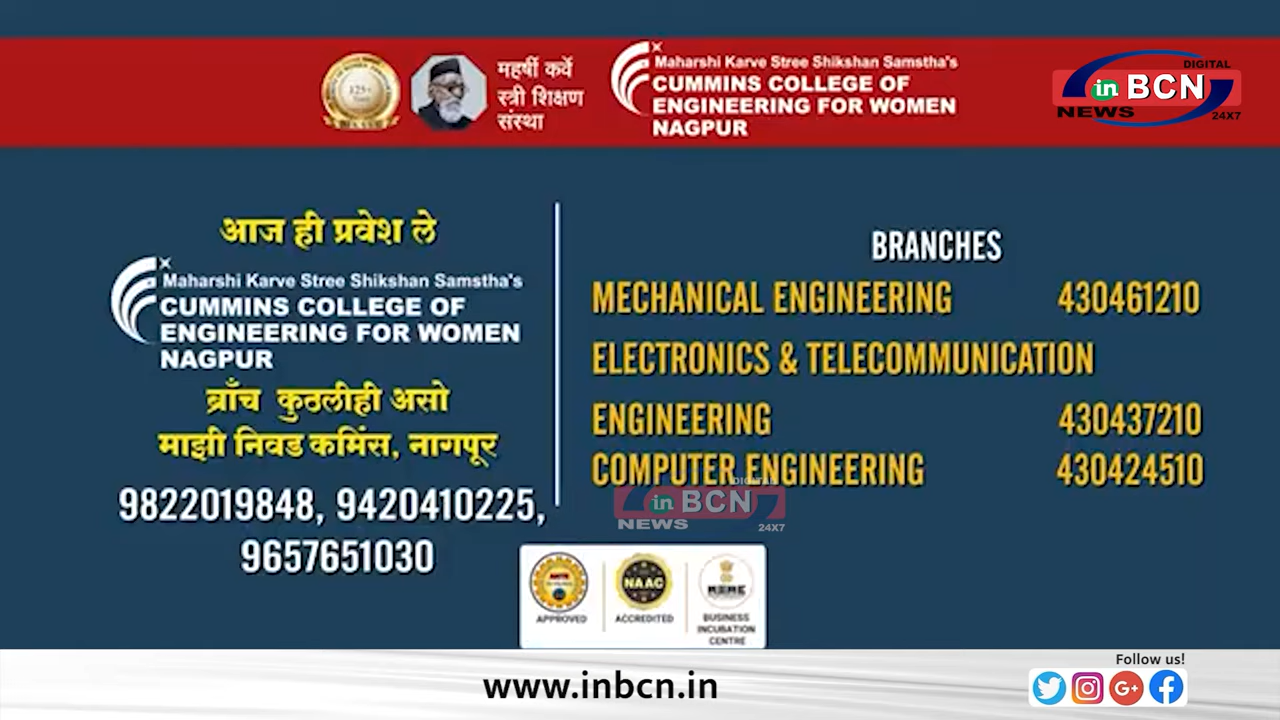 महर्षी कर्वे
स्त्री शिक्षण
संस्था
Maharshi Karve Stree Shikshan Samstha's
CUMMINS COLLEGE OF
ENGINEERING FOR WOMEN
NAGPUR
DIGITAL
in BCN
NEWS
24X7
आज ही प्रवेश ले
Maharshi Karve Stree Shikshan Samstha's
CUMMINS COLLEGE OF
ENGINEERING FOR WOMEN
NAGPUR
ब्राँच कुठलीही असो
माझी निवड कमिंस, नागपूर
9822019848, 9420410225,
9657651030
BRANCHES
MECHANICAL ENGINEERING 430461210
ELECTRONICS & TELECOMMUNICATION
ENGINEERING 430437210
COMPUTER ENGINEERING 430424510
DIGITAL
in BCN
NEWS
24X7
APPROVED
NAAC
ACCREDITED
BUSINESS
INCUBATION
CENTRE
www.inbcn.in
Follow us!